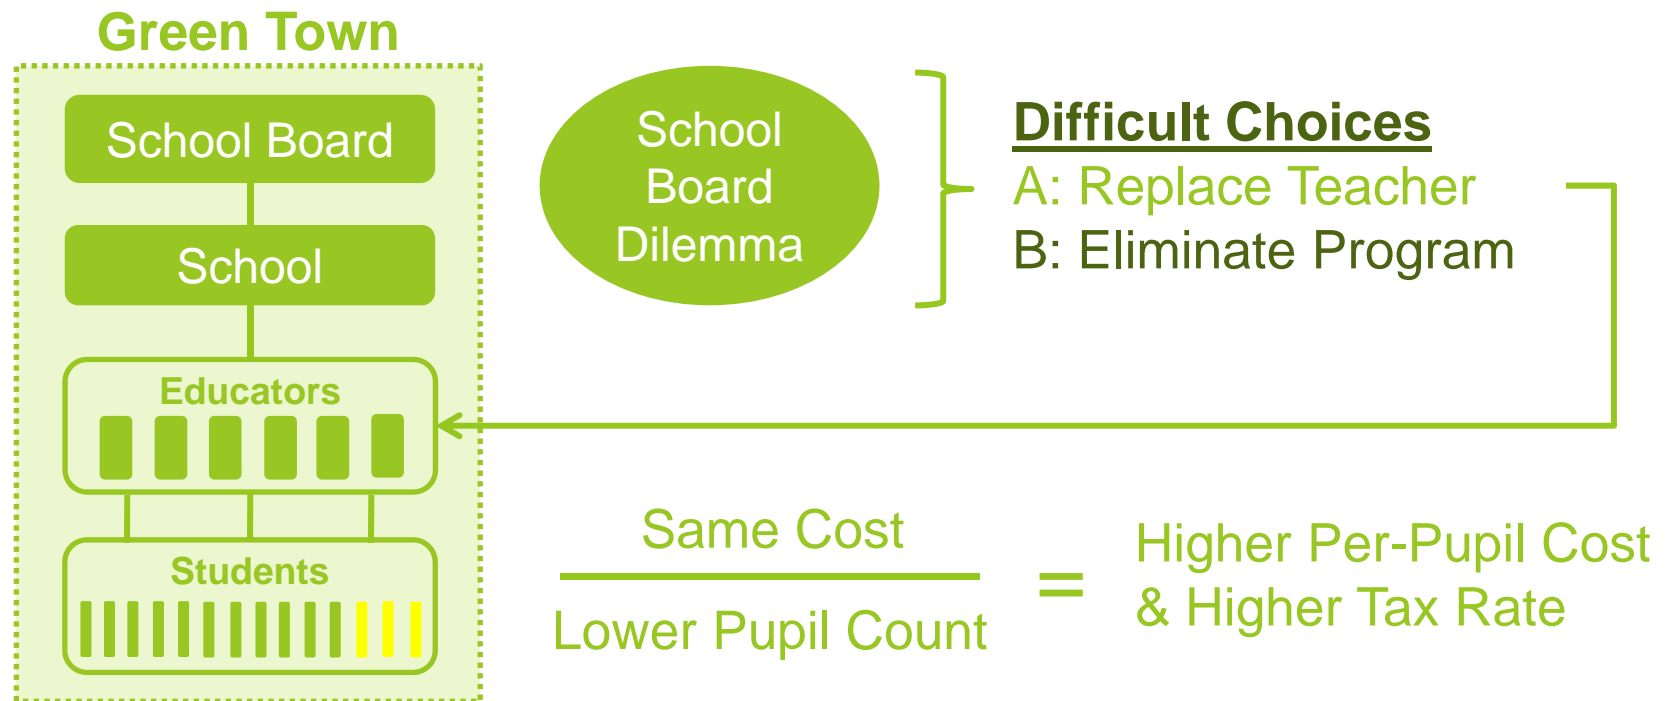 Green Town
School Board
School
Educators
Students
School
Board
Dilemma
Difficult Choices
A: Replace Teacher
B: Eliminate Program
Same Cost
Lower Pupil Count
=
Higher Per-Pupil Cost
& Higher Tax Rate